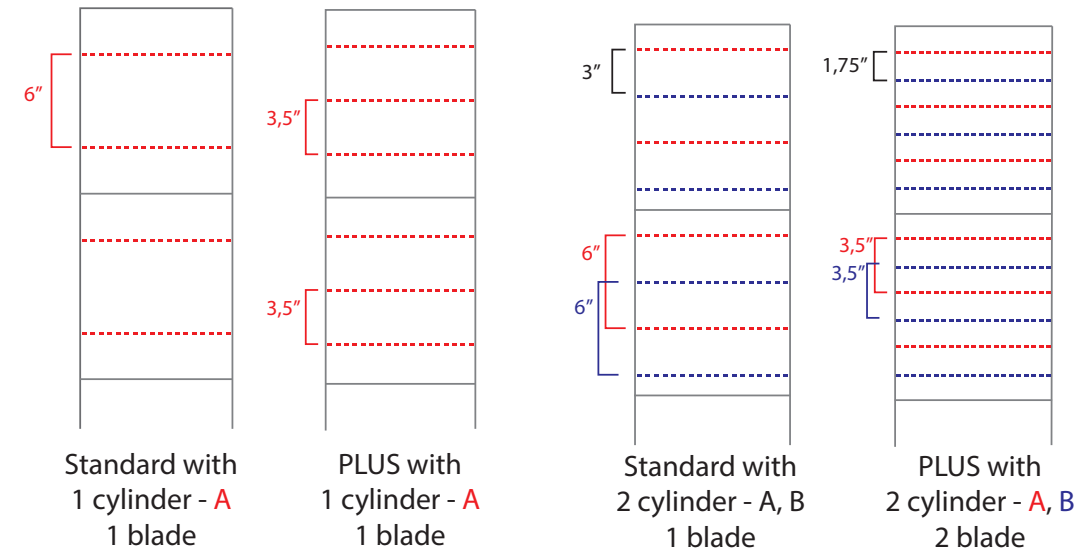 6”
3,5”
3,5”
3”
6”
6”
1,75”
3,5”
3,5”
Standard with
1 cylinder - A
1 blade
PLUS with
1 cylinder - A
1 blade
Standard with
2 cylinder - A, B
1 blade
PLUS with
2 cylinder - A, B
2 blade